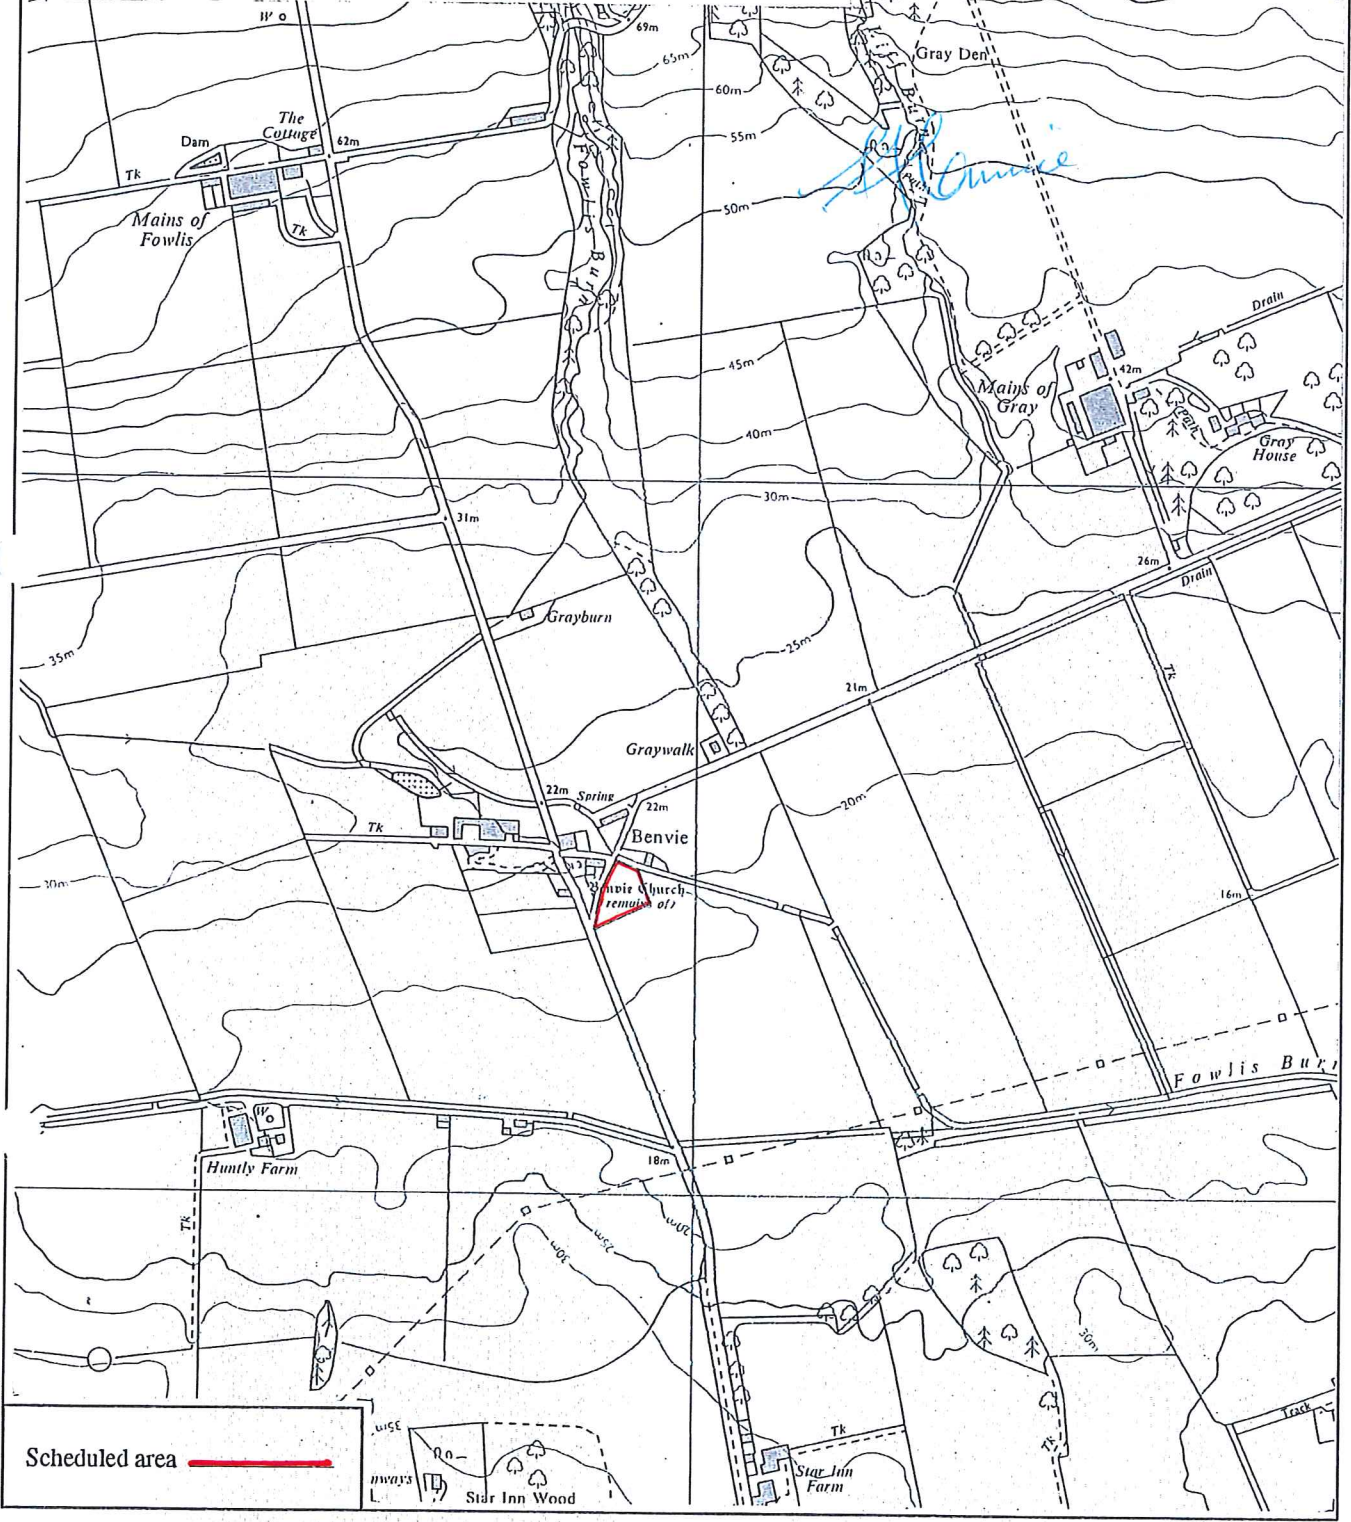 W
69m
65m
Gray Den
60m
The
Cottage
Dam
62m
55m
Burn
Tk
50m
Mains of
Fowlis
Tk
Fowlis Burn
Drain
45m
42m
Mains of
Gray
Path
40m
Gray
House
30m
31m
26m
Drain
Grayburn
25m
35m
Tk
21m
Graywalk
22m
Spring
22m
20m
Tk
Benvie
30m
Benvie Church
remains of
16m
Fowlis Burn
W
18m
Huntly Farm
Tk
20m
25m
30m
30m
Track
35m
Tk
Tk
Scheduled area
nways
Star Inn Wood
Star Inn
Farm